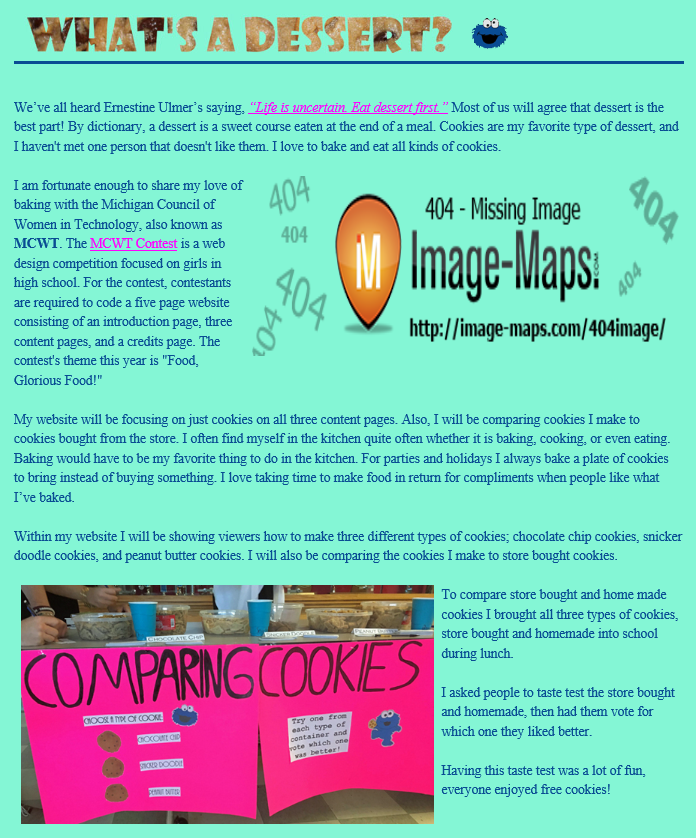 WHAT'S A DESSERT?
We’ve all heard Ernestine Ulmer’s saying, “Life is uncertain. Eat dessert first.” Most of us will agree that dessert is the
best part! By dictionary, a dessert is a sweet course eaten at the end of a meal. Cookies are my favorite type of dessert, and
I haven't met one person that doesn't like them. I love to bake and eat all kinds of cookies.
I am fortunate enough to share my love of
baking with the Michigan Council of
Women in Technology, also known as
MCWT. The MCWT Contest is a web
design competition focused on girls in
high school. For the contest, contestants
are required to code a five page website
consisting of an introduction page, three
content pages, and a credits page. The
contest's theme this year is "Food,
Glorious Food!"
404
404
404
404
404
404
404 - Missing Image
iM
Image-Maps.com
http://image-maps.com/404image/
My website will be focusing on just cookies on all three content pages. Also, I will be comparing cookies I make to
cookies bought from the store. I often find myself in the kitchen quite often whether it is baking, cooking, or even eating.
Baking would have to be my favorite thing to do in the kitchen. For parties and holidays I always bake a plate of cookies
to bring instead of buying something. I love taking time to make food in return for compliments when people like what
I’ve baked.
Within my website I will be showing viewers how to make three different types of cookies; chocolate chip cookies, snicker
doodle cookies, and peanut butter cookies. I will also be comparing the cookies I make to store bought cookies.
CHOCOLATE CHIP
SNICKER DOODLE
PEANUT BUTTER
COMPARING COOKIES
CHOOSE A TYPE OF COOKIE
CHOCOLATE CHIP
SNICKER DOODLE
PEANUT BUTTER
Try one from
each type of
container and
vote which one
was better!
To compare store bought and home made
cookies I brought all three types of cookies,
store bought and homemade into school
during lunch.
I asked people to taste test the store bought
and homemade, then had them vote for
which one they liked better.
Having this taste test was a lot of fun,
everyone enjoyed free cookies!